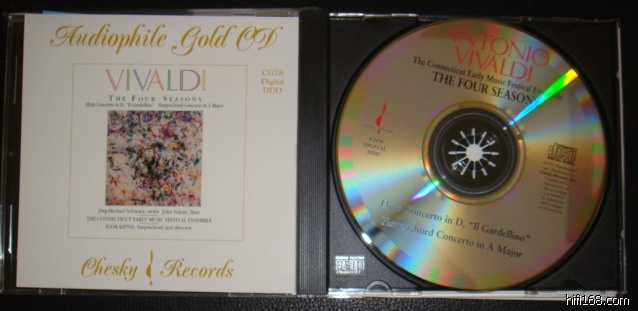 Audiophile Gold CD
VIVALDI
THE FOUR SEASONS
Flute Concerto in D, "Il Gardellino" Harpsichord Concerto in A Major
CG78
Digital
DDD
Jörg-Michael Schwarz, violin John Solum, flute
THE CONNECTICUT EARLY MUSIC FESTIVAL ENSEMBLE
IGOR KIPNIS, harpsichord and director
Chesky Records
ANTONIO
VIVALDI
The Connecticut Early Music Festival Ensemble
THE FOUR SEASONS
CD78
DIGITAL
DDD
Flute Concerto in D, "Il Gardellino"
Harpsichord Concerto in A Major
hifi168.com